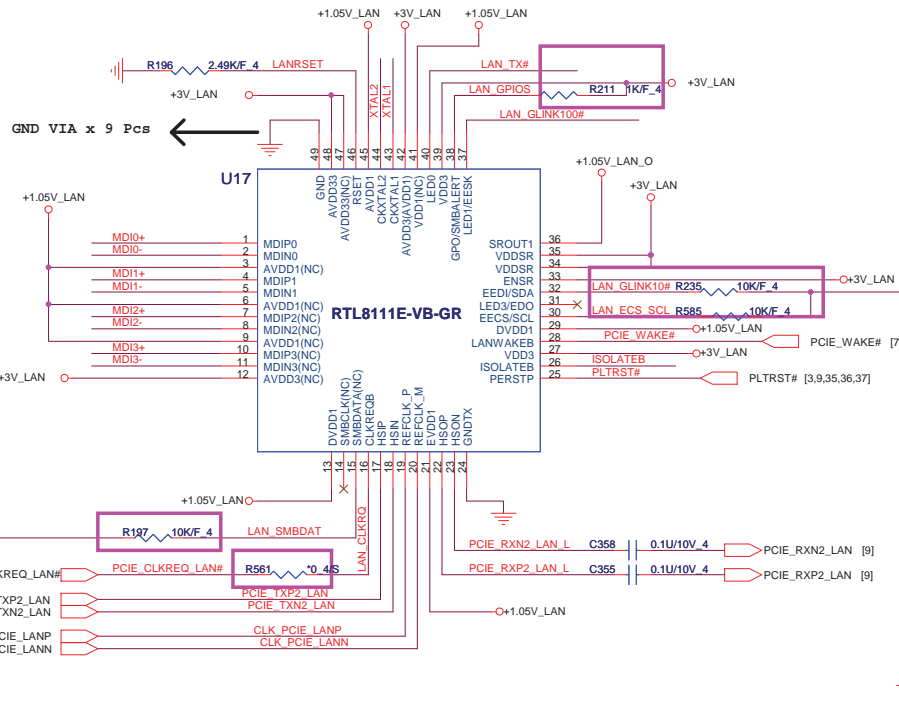 +1.05V_LAN
+3V_LAN
+1.05V_LAN
R196 2.49K/F_4 LANRSET
LAN_TX#
+3V_LAN
LAN_GPIOS R211 1K/F_4
+3V_LAN
XTAL2
XTAL1
LAN_GLINK100#
GND VIA x 9 Pcs
49
48
47
46
45
44
43
42
41
40
39
38
37
+1.05V_LAN_O
+3V_LAN
U17
GND
AVDD33
AVDD33(NC)
RSET
AVDD1
CKXTAL2
CKXTAL1
AVDD3(AVDD1)
VDD1(NC)
LED0
VDD3
GPO/SMBALERT
LED1/EESK
+1.05V_LAN
MDI0+ 1 MDIP0
MDI0- 2 MDIN0
3 AVDD1(NC)
MDI1+ 4 MDIP1
MDI1- 5 MDIN1
6 AVDD1(NC)
MDI2+ 7 MDIP2(NC)
MDI2- 8 MDIN2(NC)
9 AVDD1(NC)
MDI3+ 10 MDIP3(NC)
MDI3- 11 MDIN3(NC)
+3V_LAN 12 AVDD3(NC)
RTL8111E-VB-GR
SROUT1 36
VDDSR 35
VDDSR 34
ENSR 33 +3V_LAN
EEDI/SDA 32 LAN_GLINK10# R235 10K/F_4
LED3/EDO 31
EECS/SCL 30 LAN_ECS_SCL R585 10K/F_4
DVDD1 29 +1.05V_LAN
LANWAKEB 28 PCIE_WAKE# PCIE_WAKE# [7
VDD3 27 +3V_LAN
ISOLATEB 26 ISOLATEB
PERSTP 25 PLTRST# PLTRST# [3,9,35,36,37]
DVDD1
SMBCLK(NC)
SMBDATA(NC)
CLKREQB
HSIP
HSIN
REFCLK_P
REFCLK_M
EVDD1
HSOP
HSON
GNDTX
13
14
15
16
17
18
19
20
21
22
23
24
+1.05V_LAN
R197 10K/F_4 LAN_SMBDAT
LAN_CLKRQ
PCIE_RXN2_LAN_L C358 0.1U/10V_4 PCIE_RXN2_LAN [9]
KREQ_LAN# PCIE_CLKREQ_LAN# R561 *0_4/S
PCIE_RXP2_LAN_L C355 0.1U/10V_4 PCIE_RXP2_LAN [9]
TXP2_LAN PCIE_TXP2_LAN
TXN2_LAN PCIE_TXN2_LAN
+1.05V_LAN
CIE_LANP CLK_PCIE_LANP
CIE_LANN CLK_PCIE_LANN